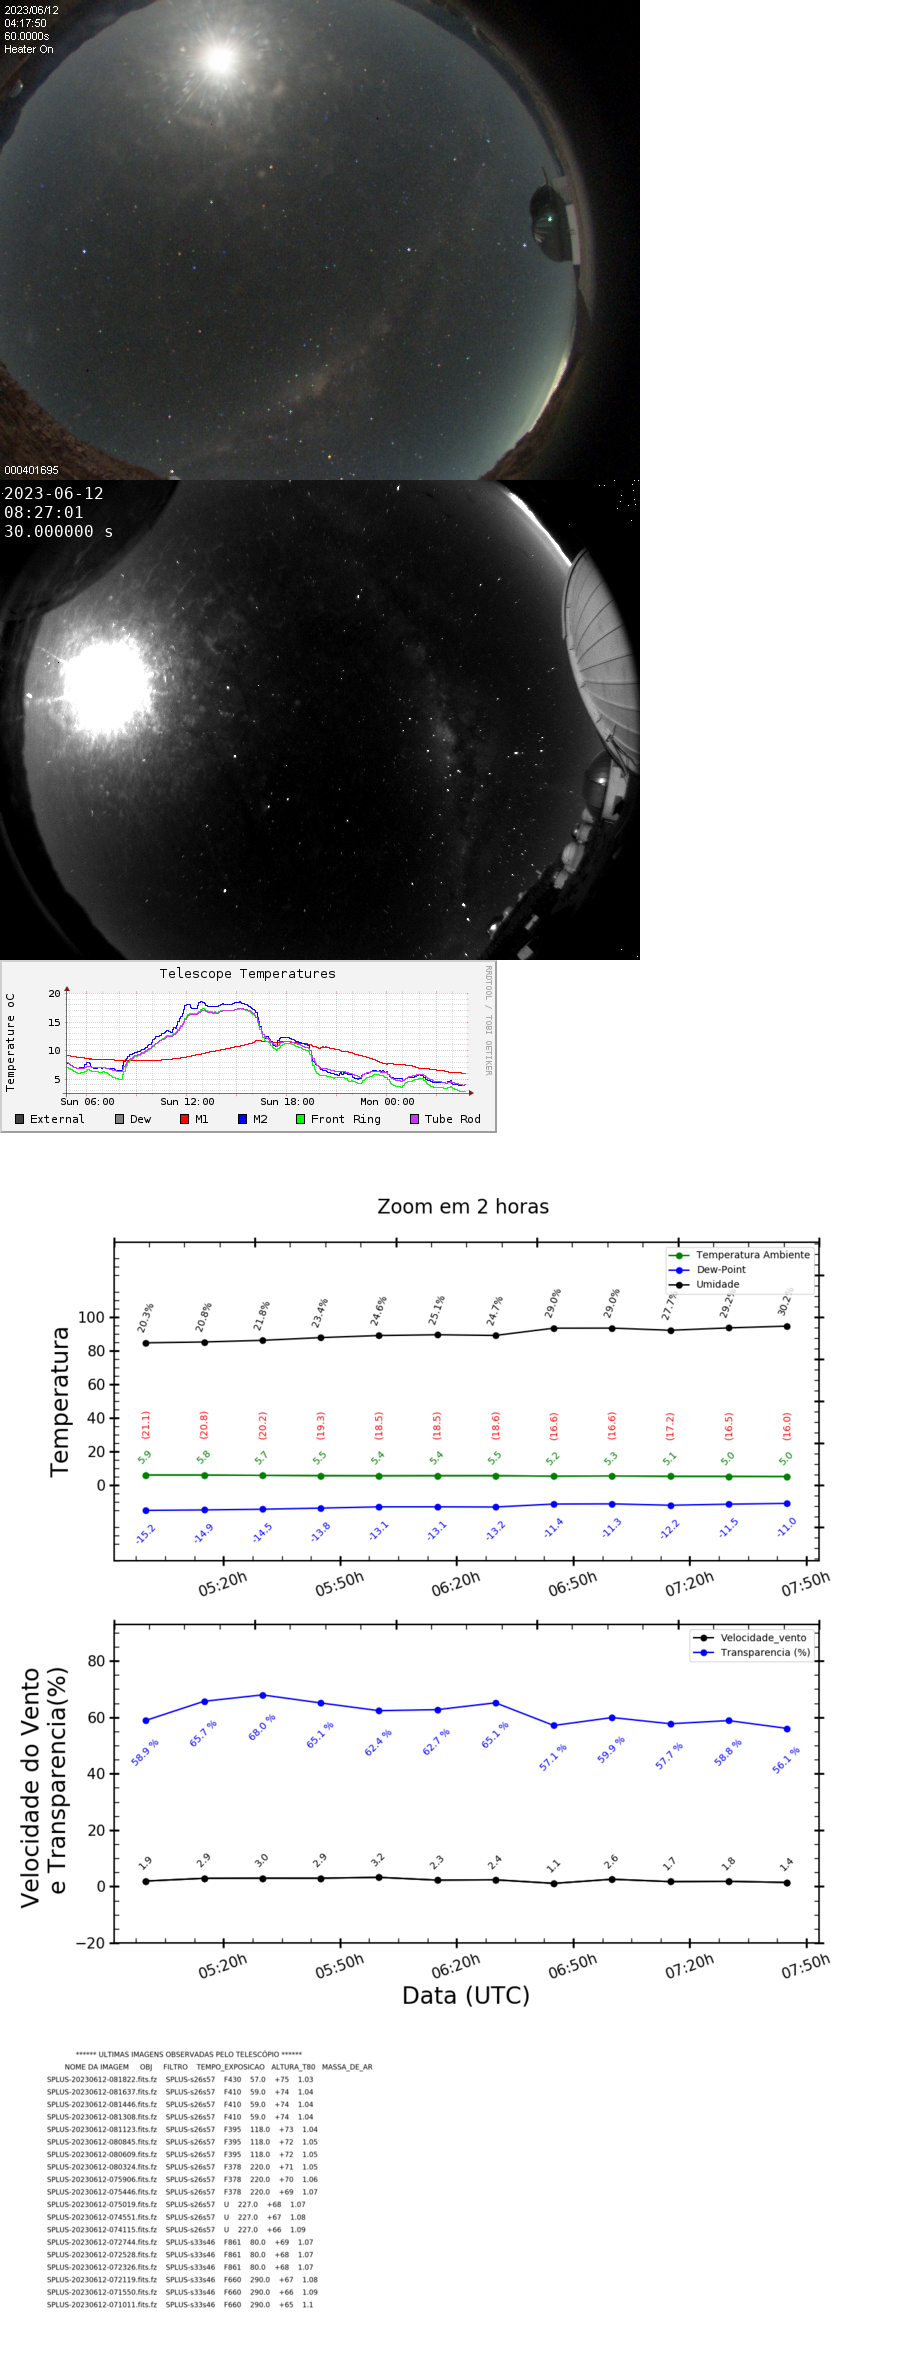 2023/06/12
04:17:50
60.0000s
Heater On
000401695
2023-06-12
08:27:01
30.000000 s
Telescope Temperatures
RRDTOOL / TOBI OETIKER
Temperature oC
20
15
10
5
Sun 06:00 Sun 12:00 Sun 18:00 Mon 00:00
External Dew M1 M2 Front Ring Tube Rod
Zoom em 2 horas
Temperatura Ambiente
Dew-Point
Umidade
Temperatura
100
80
60
40
20
0
20.3% 20.8% 21.8% 23.4% 24.6% 25.1% 24.7% 29.0% 29.0% 27.7% 29.2% 30.2%
(21.1) (20.8) (20.2) (19.3) (18.5) (18.5) (18.6) (16.6) (16.6) (17.2) (16.5) (16.0)
5.9 5.8 5.7 5.5 5.4 5.4 5.5 5.2 5.3 5.1 5.0 5.0
-15.2 -14.9 -14.5 -13.8 -13.1 -13.1 -13.2 -11.4 -11.3 -12.2 -11.5 -11.0
05:20h 05:50h 06:20h 06:50h 07:20h 07:50h
Velocidade_vento
Transparencia (%)
Velocidade do Vento
e Transparencia(%)
80
60
40
20
0
−20
58.9 % 65.7 % 68.0 % 65.1 % 62.4 % 62.7 % 65.1 % 57.1 % 59.9 % 57.7 % 58.8 % 56.1 %
1.9 2.9 3.0 2.9 3.2 2.3 2.4 1.1 2.6 1.7 1.8 1.4
05:20h 05:50h 06:20h 06:50h 07:20h 07:50h
Data (UTC)
****** ULTIMAS IMAGENS OBSERVADAS PELO TELESCÓPIO ******
NOME DA IMAGEM OBJ FILTRO TEMPO_EXPOSICAO ALTURA_T80 MASSA_DE_AR
SPLUS-20230612-081822.fits.fz SPLUS-s26s57 F430 57.0 +75 1.03
SPLUS-20230612-081637.fits.fz SPLUS-s26s57 F410 59.0 +74 1.04
SPLUS-20230612-081446.fits.fz SPLUS-s26s57 F410 59.0 +74 1.04
SPLUS-20230612-081308.fits.fz SPLUS-s26s57 F410 59.0 +74 1.04
SPLUS-20230612-081123.fits.fz SPLUS-s26s57 F395 118.0 +73 1.04
SPLUS-20230612-080845.fits.fz SPLUS-s26s57 F395 118.0 +72 1.05
SPLUS-20230612-080609.fits.fz SPLUS-s26s57 F395 118.0 +72 1.05
SPLUS-20230612-080324.fits.fz SPLUS-s26s57 F378 220.0 +71 1.05
SPLUS-20230612-075906.fits.fz SPLUS-s26s57 F378 220.0 +70 1.06
SPLUS-20230612-075446.fits.fz SPLUS-s26s57 F378 220.0 +69 1.07
SPLUS-20230612-075019.fits.fz SPLUS-s26s57 U 227.0 +68 1.07
SPLUS-20230612-074551.fits.fz SPLUS-s26s57 U 227.0 +67 1.08
SPLUS-20230612-074115.fits.fz SPLUS-s26s57 U 227.0 +66 1.09
SPLUS-20230612-072744.fits.fz SPLUS-s33s46 F861 80.0 +69 1.07
SPLUS-20230612-072528.fits.fz SPLUS-s33s46 F861 80.0 +68 1.07
SPLUS-20230612-072326.fits.fz SPLUS-s33s46 F861 80.0 +68 1.07
SPLUS-20230612-072119.fits.fz SPLUS-s33s46 F660 290.0 +67 1.08
SPLUS-20230612-071550.fits.fz SPLUS-s33s46 F660 290.0 +66 1.09
SPLUS-20230612-071011.fits.fz SPLUS-s33s46 F660 290.0 +65 1.1